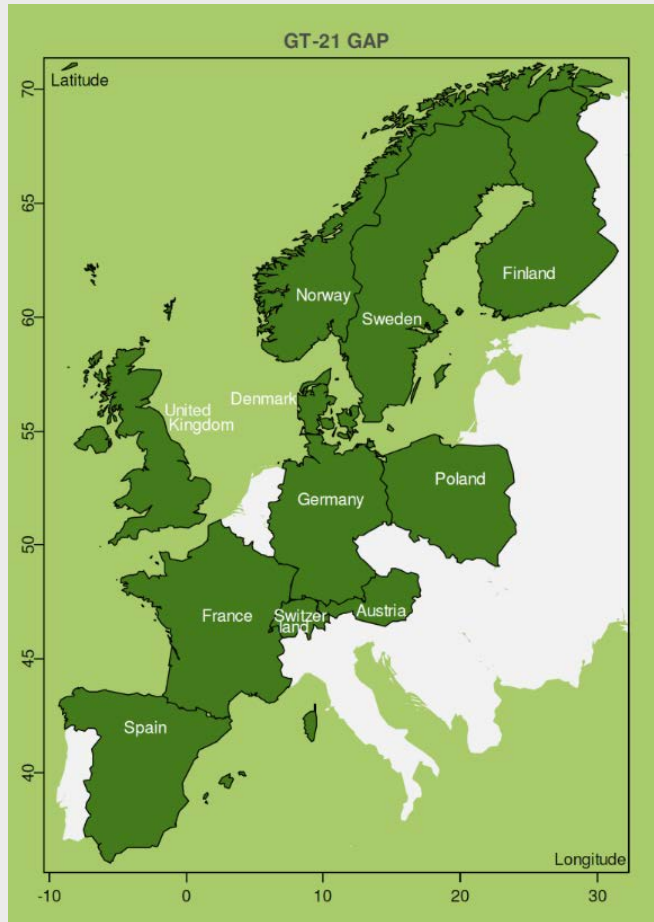 GT-21 GAP
Latitude
70
65
60
55
50
45
40
Norway
Finland
Sweden
Denmark
United
Kingdom
Germany
Poland
France
Switzer
land
Austria
Spain
Longitude
-10
0
10
20
30